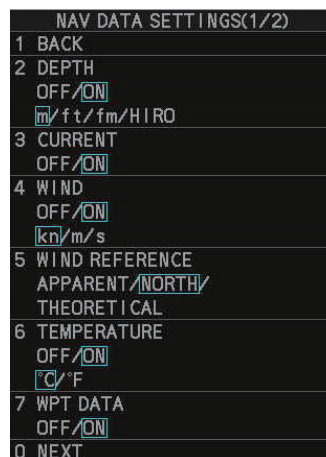 NAV DATA SETTINGS(1/2)
1 BACK
2 DEPTH
OFF/ON
m/ft/fm/HIRO
3 CURRENT
OFF/ON
4 WIND
OFF/ON
kn/m/s
5 WIND REFERENCE
APPARENT/NORTH/
THEORETICAL
6 TEMPERATURE
OFF/ON
°C/°F
7 WPT DATA
OFF/ON
0 NEXT